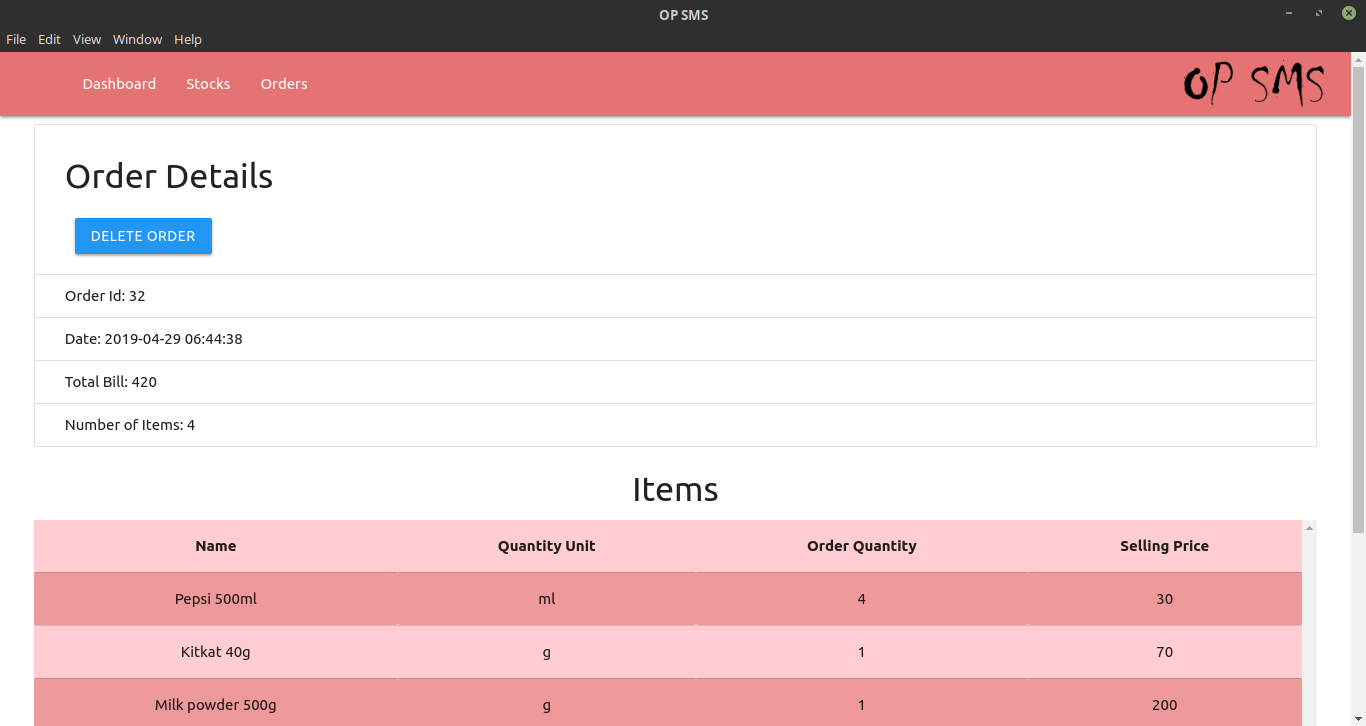 OP SMS
File Edit View Window Help
Dashboard Stocks Orders OP SMS
Order Details
DELETE ORDER
Order Id: 32
Date: 2019-04-29 06:44:38
Total Bill: 420
Number of Items: 4
Items
Name Quantity Unit Order Quantity Selling Price
Pepsi 500ml ml 4 30
Kitkat 40g g 1 70
Milk powder 500g g 1 200